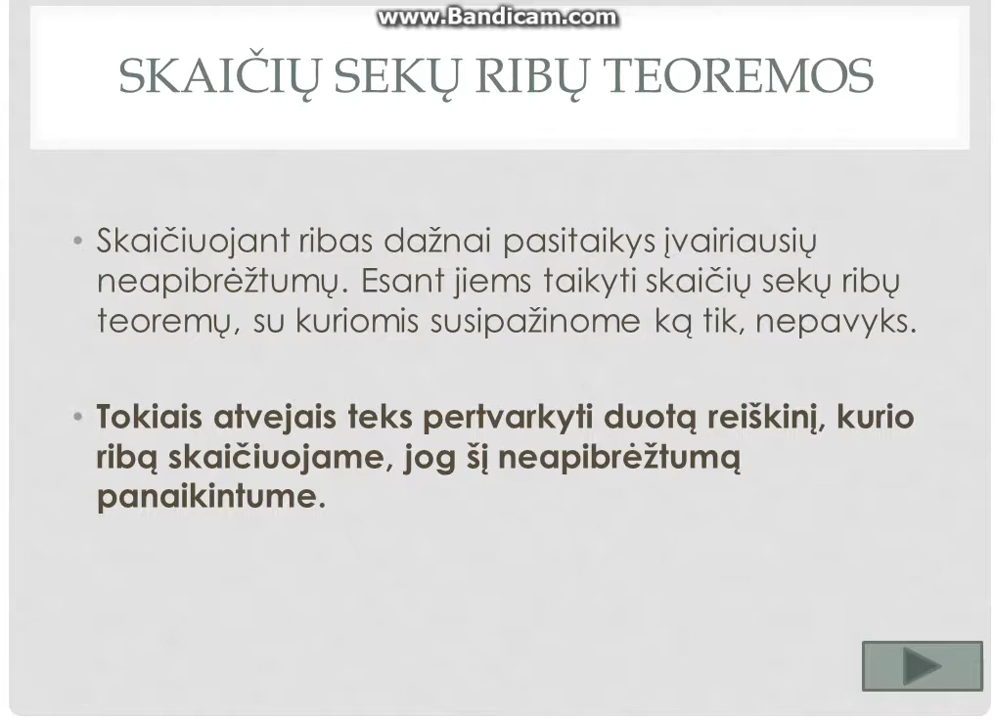 www.Bandicam.com
SKAIČIŲ SEKŲ RIBŲ TEOREMOS
• Skaičiuojant ribas dažnai pasitaikys įvairiausių
neapibrėžtumų. Esant jiems taikyti skaičių sekų ribų
teoremų, su kuriomis susipažinome ką tik, nepavyks.
• Tokiais atvejais teks pertvarkyti duotą reiškinį, kurio
ribą skaičiuojame, jog šį neapibrėžtumą
panaikintume.